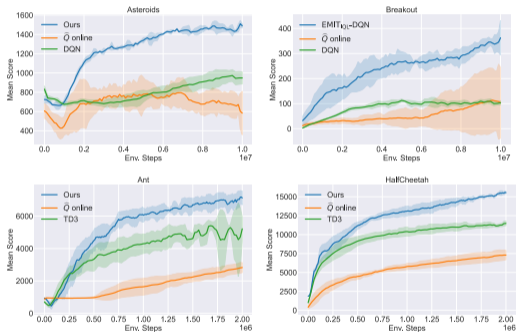 Asteroids
1600
1400
1200
1000
800
600
400
Mean Score
Ours
Q̄ online
DQN
0.0
0.2
0.4
0.6
0.8
1.0
1e7
Env. Steps
Breakout
400
300
200
100
0
Mean Score
EMIT_KQL-DQN
Q̄ online
DQN
0.0
0.2
0.4
0.6
0.8
1.0
1e7
Env. Steps
Ant
6000
4000
2000
0
Mean Score
Ours
Q̄ online
TD3
0.00
0.25
0.50
0.75
1.00
1.25
1.50
1.75
2.00
1e6
Env. Steps
HalfCheetah
15000
12500
10000
7500
5000
2500
0
Mean Score
Ours
Q̄ online
TD3
0.00
0.25
0.50
0.75
1.00
1.25
1.50
1.75
2.00
1e6
Env. Steps